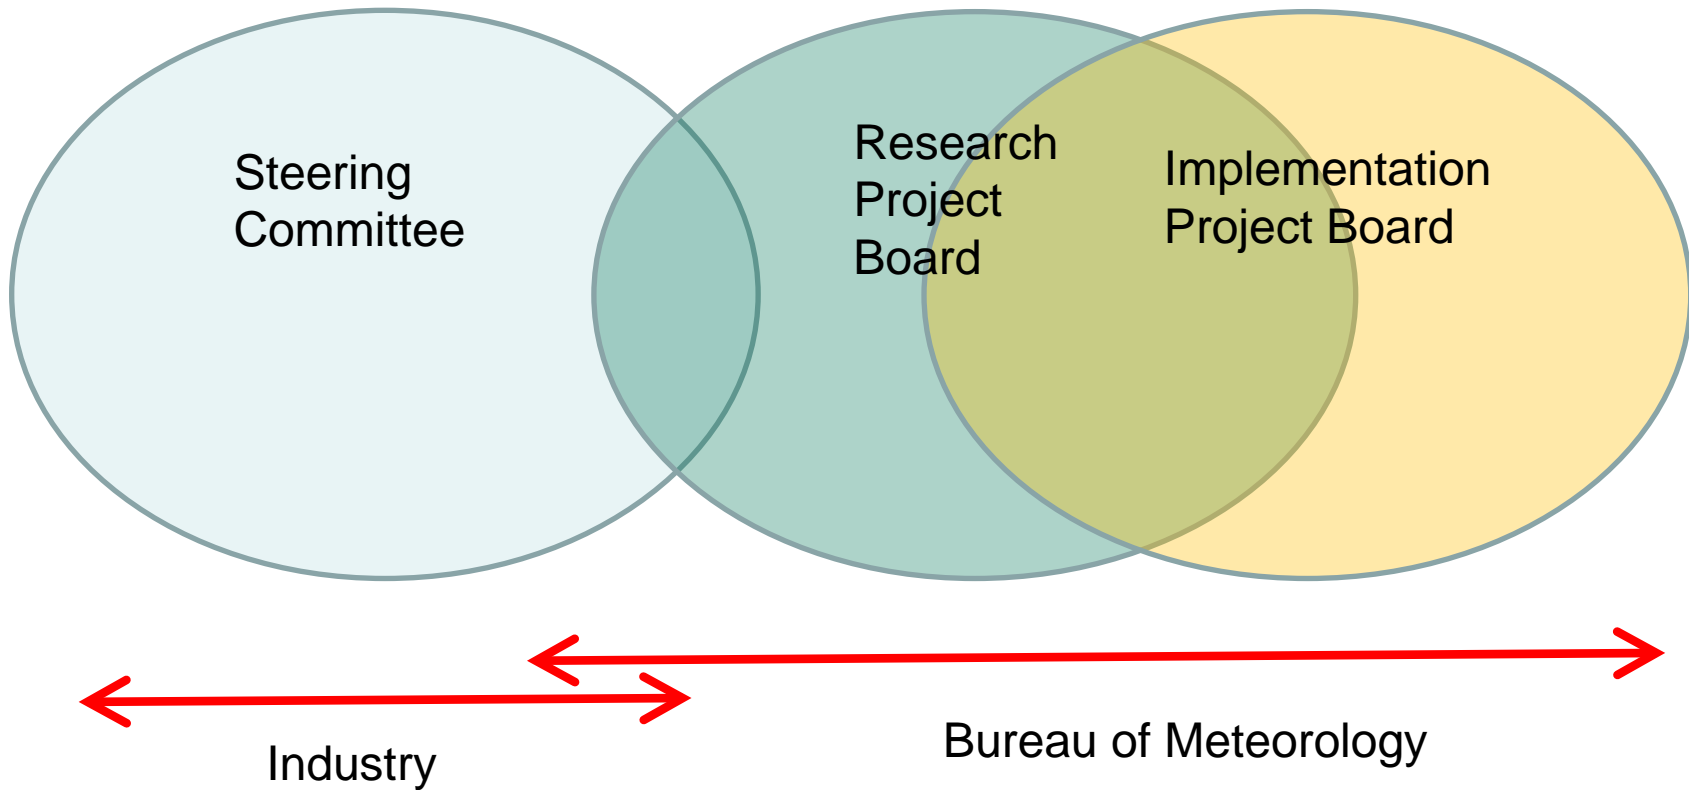 Steering
Committee
Research
Project
Board
Implementation
Project Board
Industry
Bureau of Meteorology